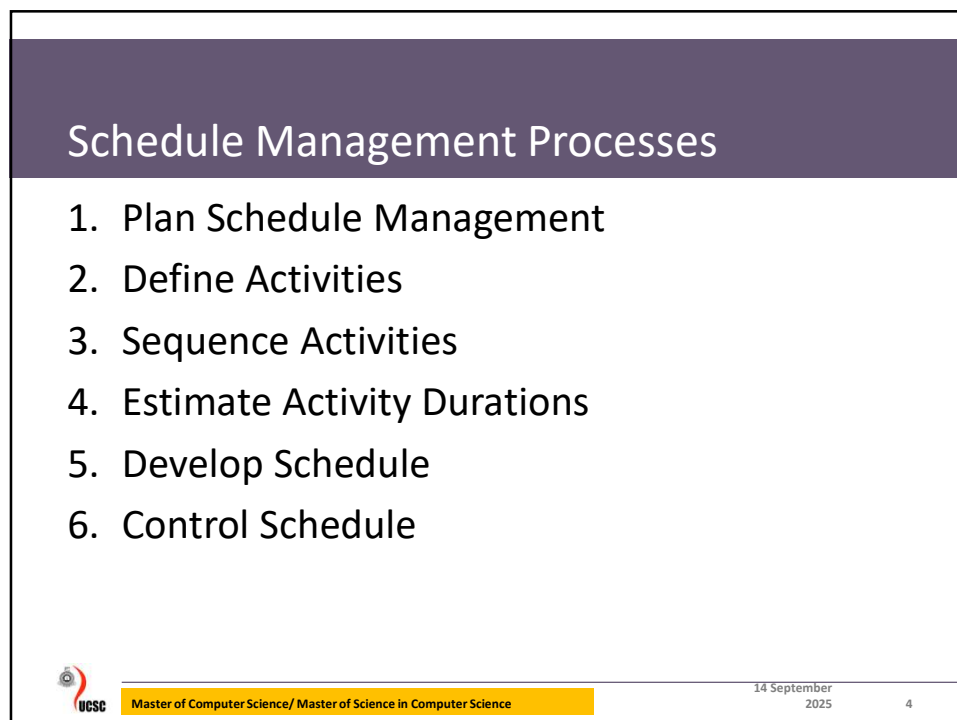 Schedule Management Processes
1. Plan Schedule Management
2. Define Activities
3. Sequence Activities
4. Estimate Activity Durations
5. Develop Schedule
6. Control Schedule
UCSC
Master of Computer Science/ Master of Science in Computer Science
14 September
2025
4